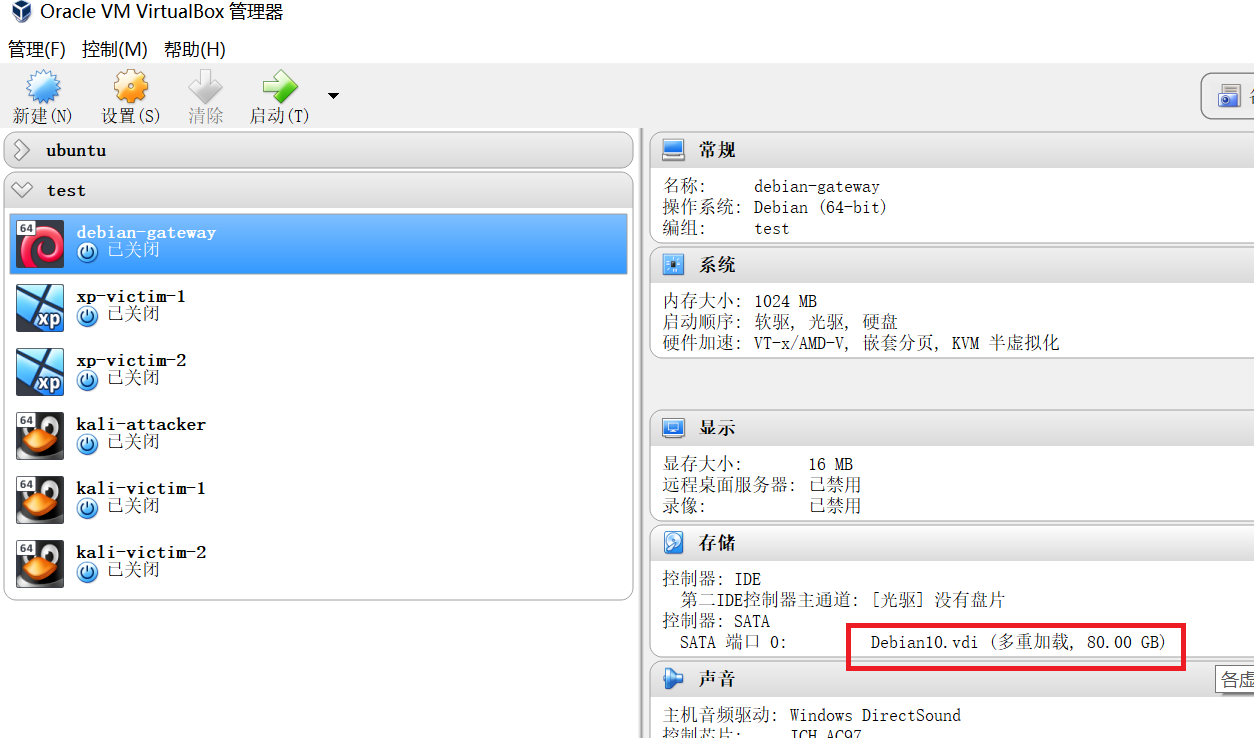 Oracle VM VirtualBox 管理器
管理(F) 控制(M) 帮助(H)
新建(N) 设置(S) 清除 启动(T)
ubuntu
test
64
debian-gateway
已关闭
xp
xp-victim-1
已关闭
xp
xp-victim-2
已关闭
64
kali-attacker
已关闭
64
kali-victim-1
已关闭
64
kali-victim-2
已关闭
常规
名称: debian-gateway
操作系统: Debian (64-bit)
编组: test
系统
内存大小: 1024 MB
启动顺序: 软驱, 光驱, 硬盘
硬件加速: VT-x/AMD-V, 嵌套分页, KVM 半虚拟化
显示
显存大小: 16 MB
远程桌面服务器: 已禁用
录像: 已禁用
存储
控制器: IDE
第二IDE控制器主通道: [光驱] 没有盘片
控制器: SATA
SATA 端口 0: Debian10.vdi (多重加载, 80.00 GB)
声音
各虚
主机音频驱动: Windows DirectSound
控制芯片: ICH AC97